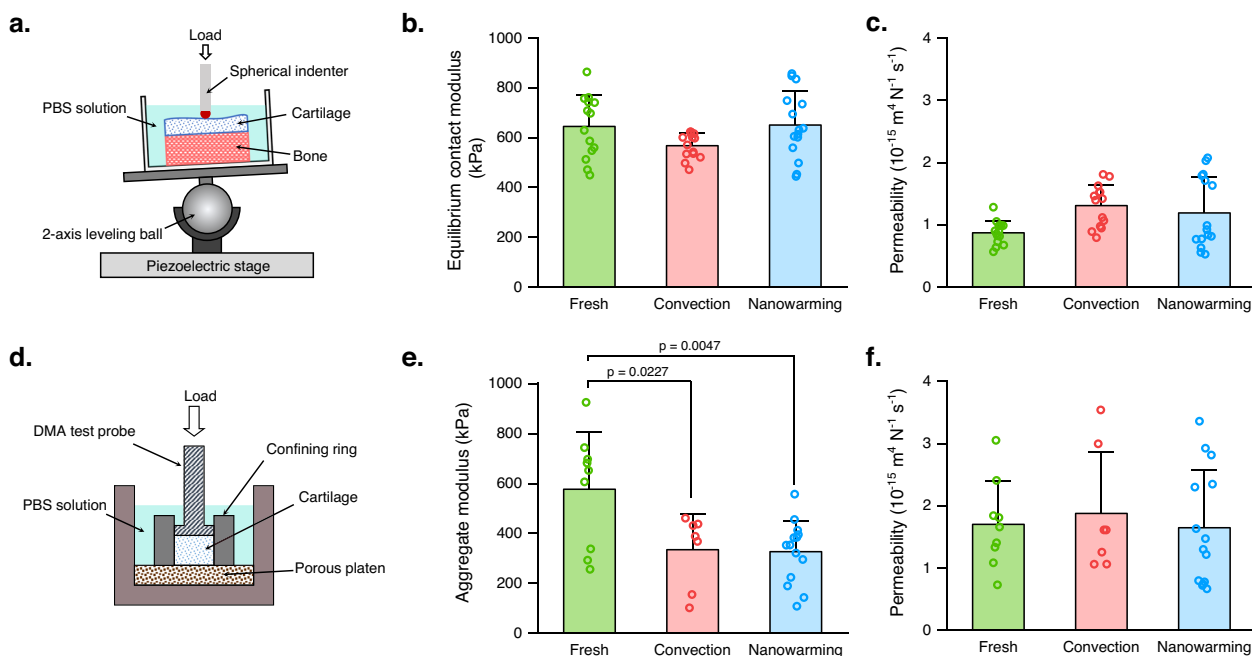 a.
Load
Spherical indenter
PBS solution
Cartilage
Bone
2-axis leveling ball
Piezoelectric stage
b.
Equilibrium contact modulus
(kPa)
1000
800
600
400
200
0
Fresh Convection Nanowarming
c.
Permeability (10⁻¹⁵ m⁴ N⁻¹ s⁻¹)
4
3
2
1
0
Fresh Convection Nanowarming
d.
Load
DMA test probe
Confining ring
PBS solution
Cartilage
Porous platen
e.
p = 0.0047
p = 0.0227
Aggregate modulus (kPa)
1000
800
600
400
200
0
Fresh Convection Nanowarming
f.
Permeability (10⁻¹⁵ m⁴ N⁻¹ s⁻¹)
4
3
2
1
0
Fresh Convection Nanowarming